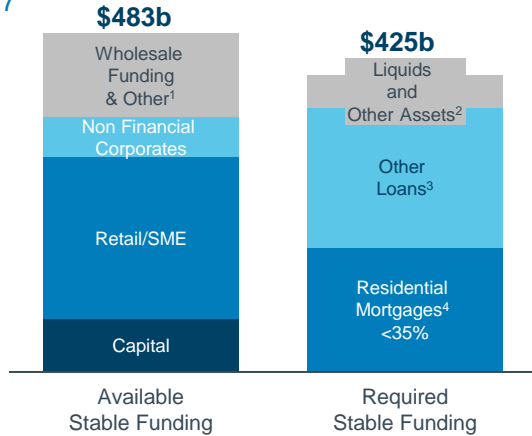 7
$483b
Wholesale
Funding
& Other¹
Non Financial
Corporates
Retail/SME
Capital
Available
Stable Funding
$425b
Liquids
and
Other Assets²
Other
Loans³
Residential
Mortgages⁴
<35%
Required
Stable Funding